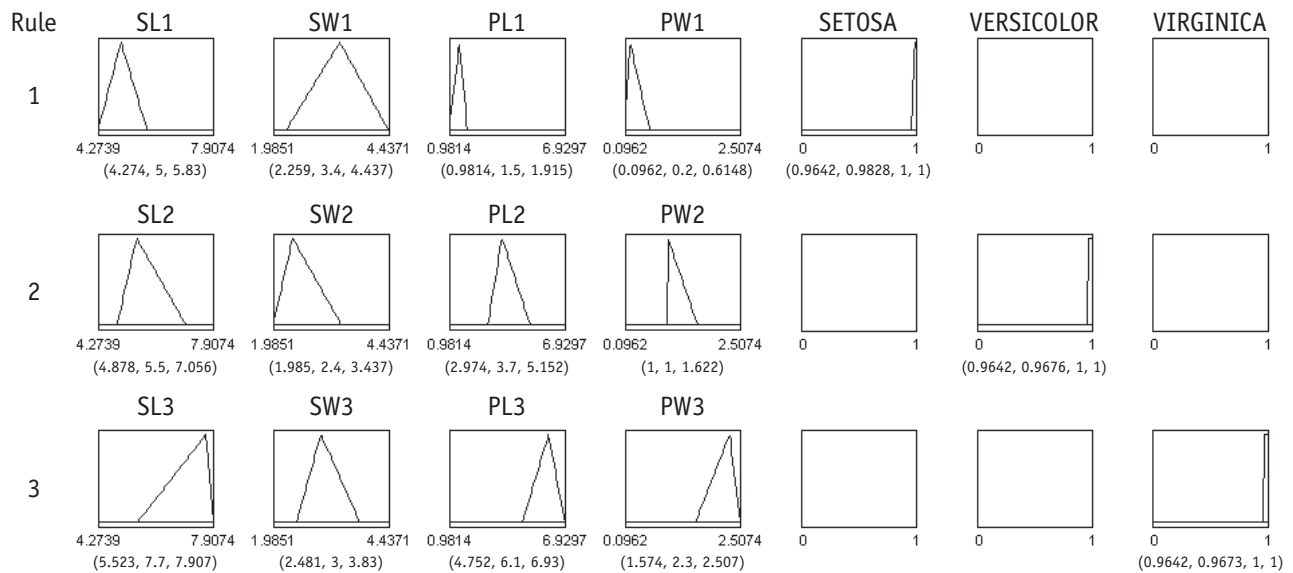 Rule SL1 SW1 PL1 PW1 SETOSA VERSICOLOR VIRGINICA
1
4.2739 7.9074 1.9851 4.4371 0.9814 6.9297 0.0962 2.5074 0 1 0 1 0 1
(4.274, 5, 5.83) (2.259, 3.4, 4.437) (0.9814, 1.5, 1.915) (0.0962, 0.2, 0.6148) (0.9642, 0.9828, 1, 1)
SL2 SW2 PL2 PW2
2
4.2739 7.9074 1.9851 4.4371 0.9814 6.9297 0.0962 2.5074 0 1 0 1 0 1
(4.878, 5.5, 7.056) (1.985, 2.4, 3.437) (2.974, 3.7, 5.152) (1, 1, 1.622) (0.9642, 0.9676, 1, 1)
SL3 SW3 PL3 PW3
3
4.2739 7.9074 1.9851 4.4371 0.9814 6.9297 0.0962 2.5074 0 1 0 1 0 1
(5.523, 7.7, 7.907) (2.481, 3, 3.83) (4.752, 6.1, 6.93) (1.574, 2.3, 2.507) (0.9642, 0.9673, 1, 1)